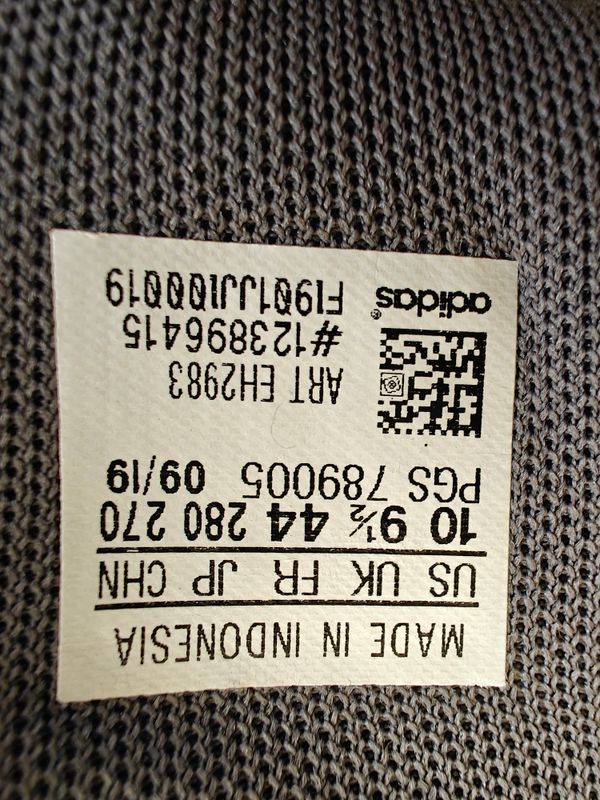 MADE IN INDONESIA
US UK FR JP CHN
10 9½ 44 280 270
PGS 789005 09/19
ART EH2983
#123896415
FI901JJ100019
adidas®